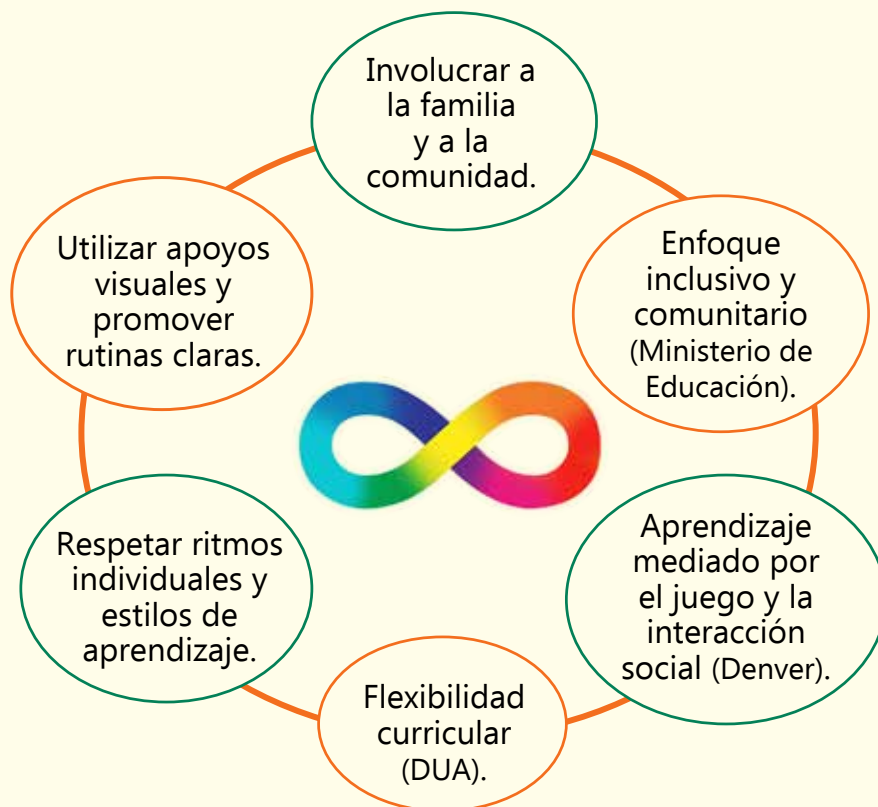 Involucrar a
la familia
y a la
comunidad.
Enfoque
inclusivo y
comunitario
(Ministerio de
Educación).
Aprendizaje
mediado por
el juego y la
interacción
social (Denver).
Flexibilidad
curricular
(DUA).
Respetar ritmos
individuales y
estilos de
aprendizaje.
Utilizar apoyos
visuales y
promover
rutinas claras.